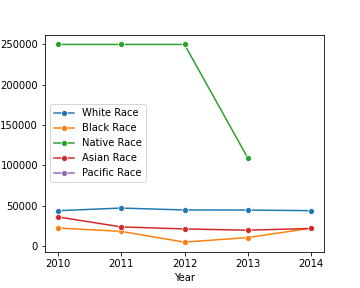 250000
200000
150000
100000
50000
0
White Race
Black Race
Native Race
Asian Race
Pacific Race
2010 2011 2012 2013 2014
Year